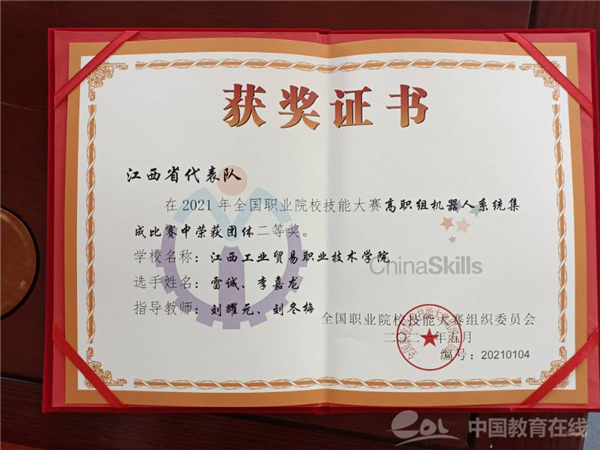 获奖证书
江西省代表队
在2021年全国职业院校技能大赛高职组机器人系统集
成比赛中荣获团体二等奖。
学校名称：江西工业贸易职业技术学院
选手姓名：雷诚、李嘉龙
指导教师：刘耀元、刘冬梅
ChinaSkills
全国职业院校技能大赛组织委员会
二〇二一年五月
编号：20210104
eol 中国教育在线